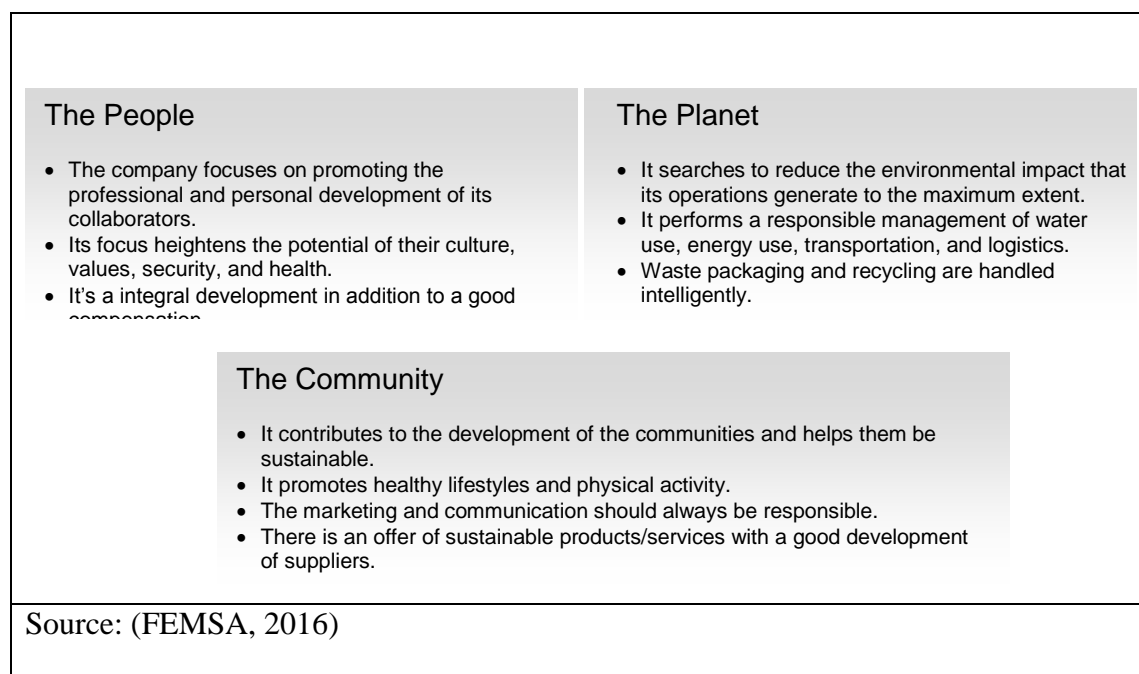 The People
• The company focuses on promoting the
professional and personal development of its
collaborators.
• Its focus heightens the potential of their culture,
values, security, and health.
• It's a integral development in addition to a good
compensation
The Planet
• It searches to reduce the environmental impact that
its operations generate to the maximum extent.
• It performs a responsible management of water
use, energy use, transportation, and logistics.
• Waste packaging and recycling are handled
intelligently.
The Community
• It contributes to the development of the communities and helps them be
sustainable.
• It promotes healthy lifestyles and physical activity.
• The marketing and communication should always be responsible.
• There is an offer of sustainable products/services with a good development
of suppliers.
Source: (FEMSA, 2016)